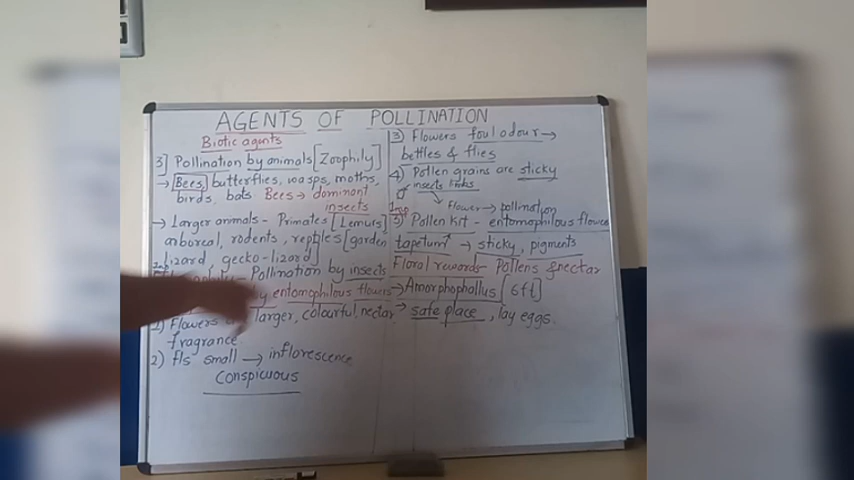 AGENTS OF POLLINATION
Biotic agents
3] Pollination by animals [Zoophily]
→ Bees, butterflies, wasps, moths,
birds, bats Bees → dominant
insects
→ Larger animals - Primates [Lemurs]
arboreal, rodents, reptiles [garden
lizard, gecko-lizard]
Imp
- Pollination by insects
entomophilous flowers
1) Flowers larger, colourful, nectar
fragrance
2) Fls small → inflorescence
conspicuous
3) Flowers foul odour →
bettles & flies
4) Pollen grains are sticky
insects
Flower → pollination
Imp
5) Pollen kit - entomophilous flower
tapetum → sticky, pigments
Floral rewards - Pollens & nectar
→ Amorphophallus [6ft]
→ safe place, lay eggs.